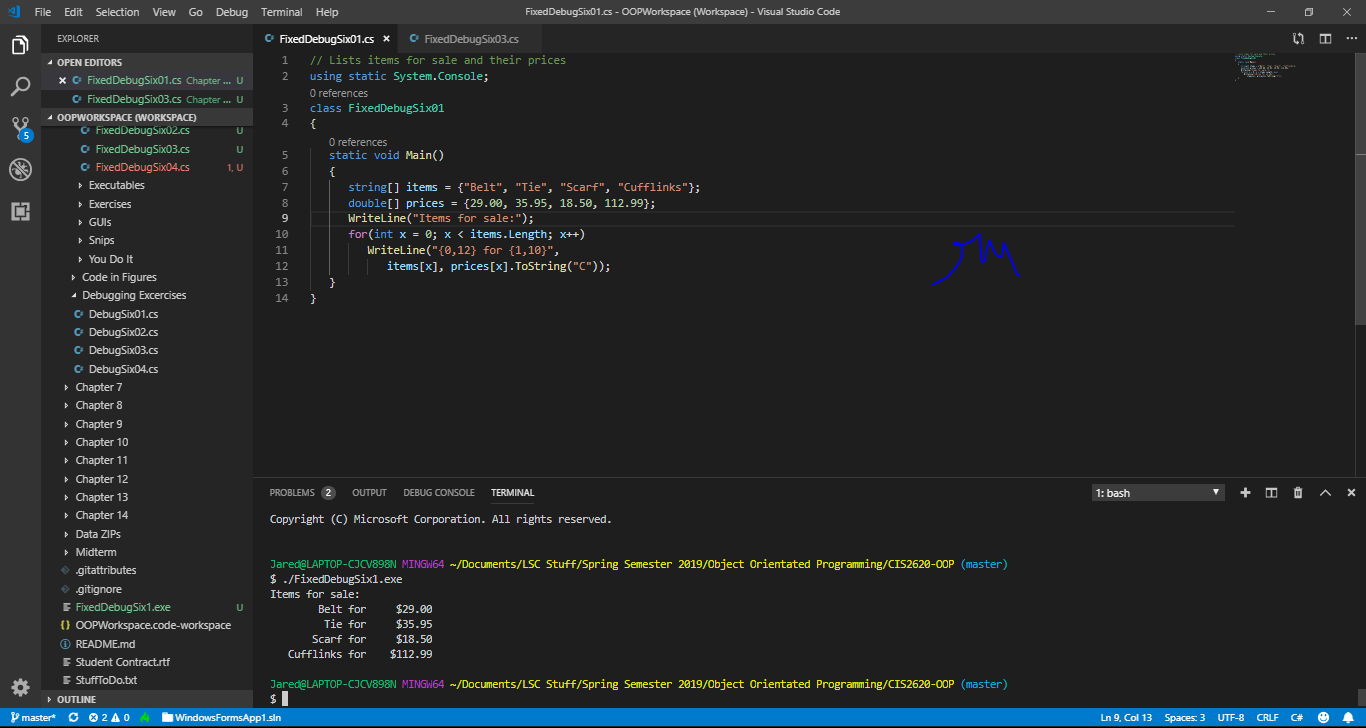 File Edit Selection View Go Debug Terminal Help FixedDebugSix01.cs - OOPWorkspace (Workspace) - Visual Studio Code
EXPLORER
OPEN EDITORS
FixedDebugSix01.cs Chapter ... U
FixedDebugSix03.cs Chapter ... U
OOPWORKSPACE (WORKSPACE)
FixedDebugSix02.cs U
FixedDebugSix03.cs U
FixedDebugSix04.cs 1, U
Executables
Exercises
GUIs
Snips
You Do It
Code in Figures
Debugging Excercises
DebugSix01.cs
DebugSix02.cs
DebugSix03.cs
DebugSix04.cs
Chapter 7
Chapter 8
Chapter 9
Chapter 10
Chapter 11
Chapter 12
Chapter 13
Chapter 14
Data ZIPs
Midterm
.gitattributes
.gitignore
FixedDebugSix1.exe U
OOPWorkspace.code-workspace
README.md
Student Contract.rtf
StuffToDo.txt
OUTLINE
5
FixedDebugSix01.cs FixedDebugSix03.cs
1 // Lists items for sale and their prices
2 using static System.Console;
0 references
3 class FixedDebugSix01
4 {
0 references
5 static void Main()
6 {
7 string[] items = {"Belt", "Tie", "Scarf", "Cufflinks"};
8 double[] prices = {29.00, 35.95, 18.50, 112.99};
9 WriteLine("Items for sale:");
10 for(int x = 0; x < items.Length; x++)
11 WriteLine("{0,12} for {1,10}",
12 items[x], prices[x].ToString("C"));
13 }
14 }
PROBLEMS 2 OUTPUT DEBUG CONSOLE TERMINAL 1: bash
Copyright (C) Microsoft Corporation. All rights reserved.
Jared@LAPTOP-CJCV898N MINGW64 ~/Documents/LSC Stuff/Spring Semester 2019/Object Orientated Programming/CIS2620-OOP (master)
$ ./FixedDebugSix1.exe
Items for sale:
Belt for $29.00
Tie for $35.95
Scarf for $18.50
Cufflinks for $112.99
Jared@LAPTOP-CJCV898N MINGW64 ~/Documents/LSC Stuff/Spring Semester 2019/Object Orientated Programming/CIS2620-OOP (master)
$
master* 2 0 WindowsFormsApp1.sln Ln 9, Col 13 Spaces: 3 UTF-8 CRLF C#